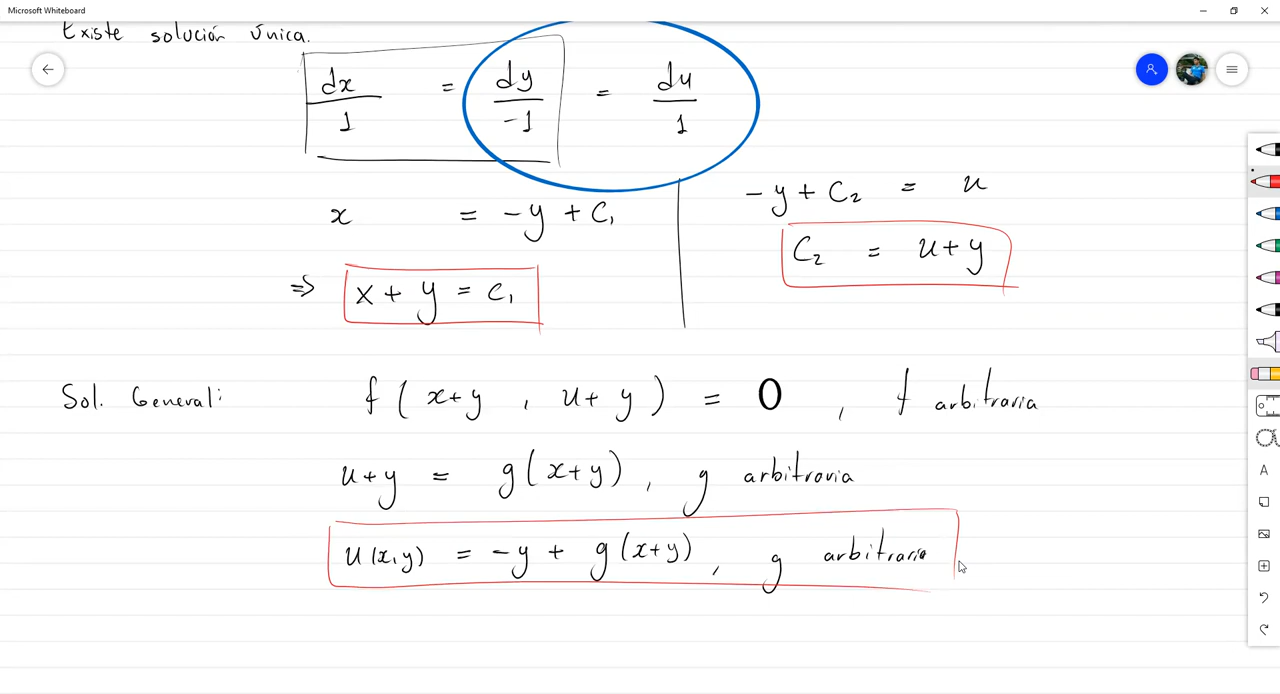 Microsoft Whiteboard
Existe solución única.
dx/1 = dy/-1 = du/1
x = -y + C₁
⇒ x + y = C₁
-y + C₂ = u
C₂ = u + y
Sol. General: f(x+y, u+y) = 0, f arbitraria
u+y = g(x+y), g arbitraria
u(x,y) = -y + g(x+y), g arbitraria
A